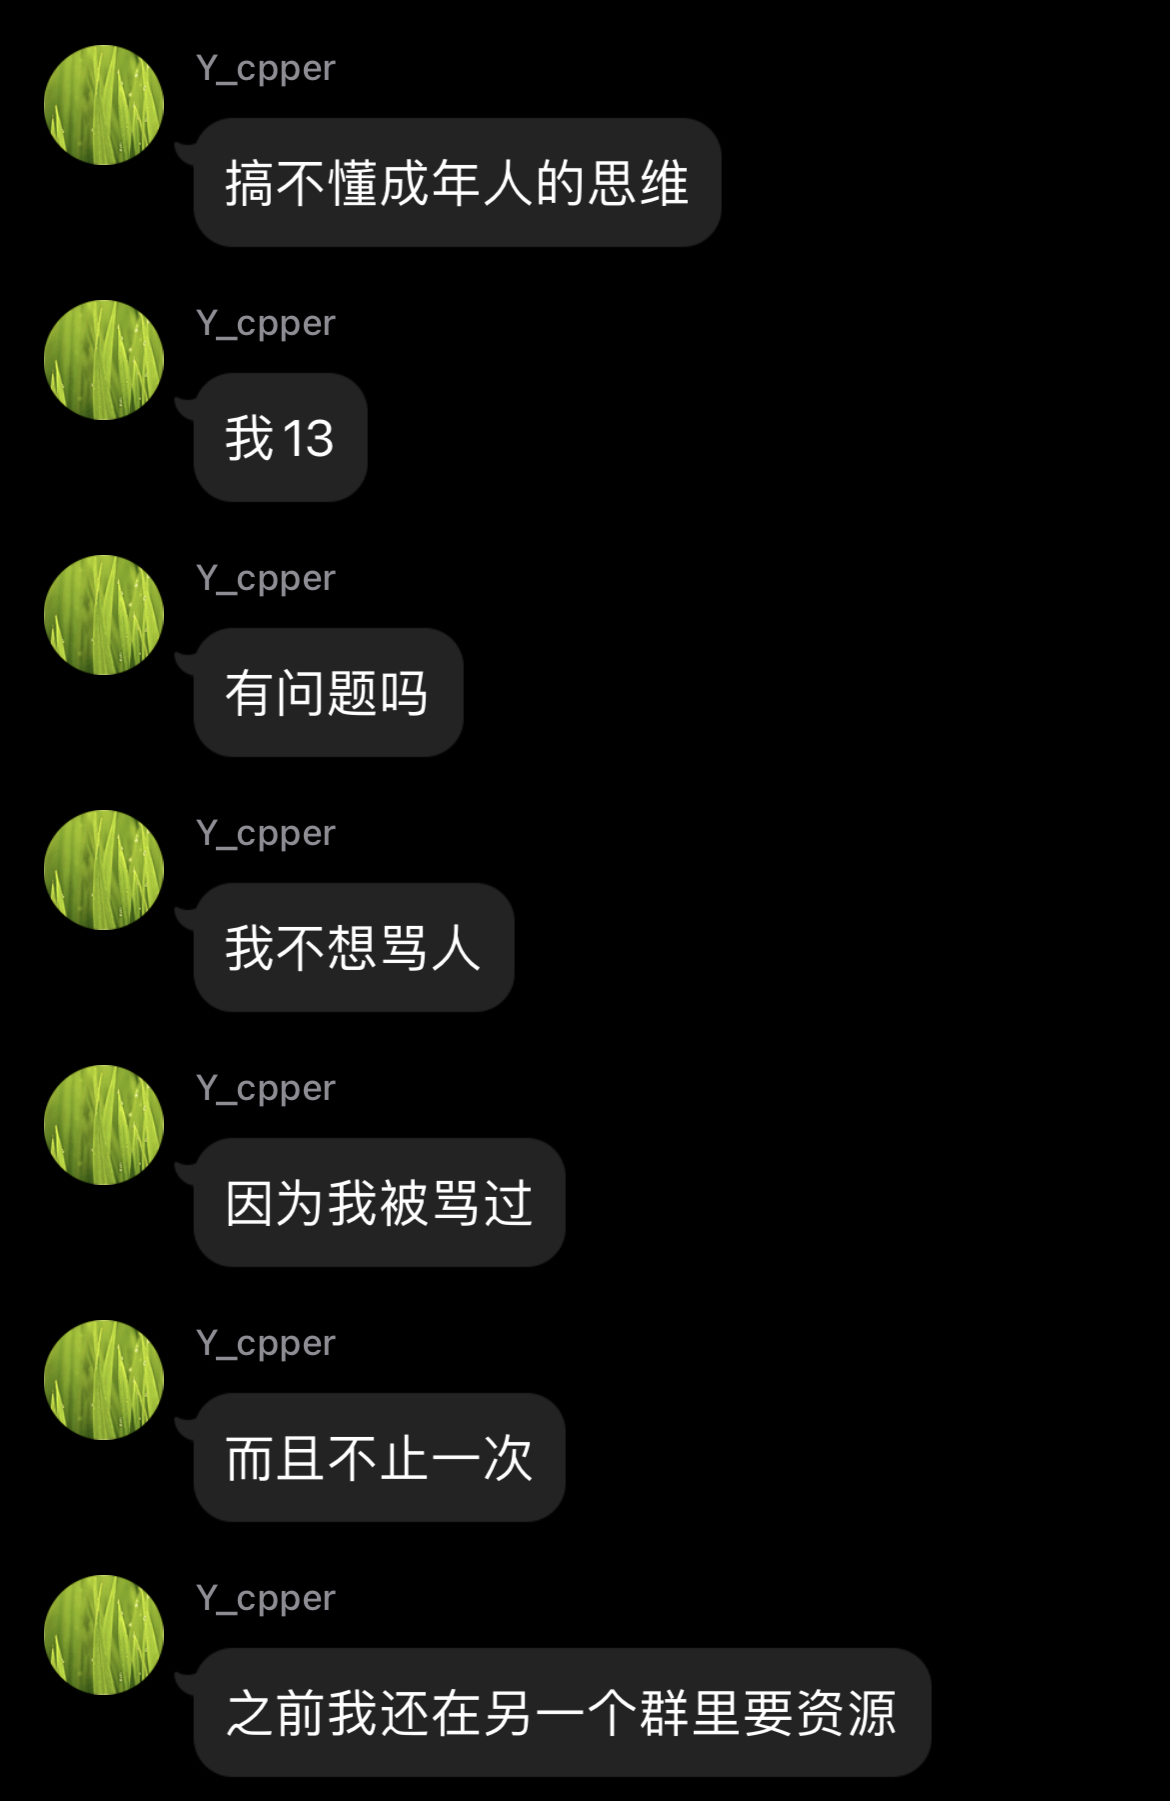 Y_cpper
搞不懂成年人的思维
Y_cpper
我13
Y_cpper
有问题吗
Y_cpper
我不想骂人
Y_cpper
因为我被骂过
Y_cpper
而且不止一次
Y_cpper
之前我还在另一个群里要资源